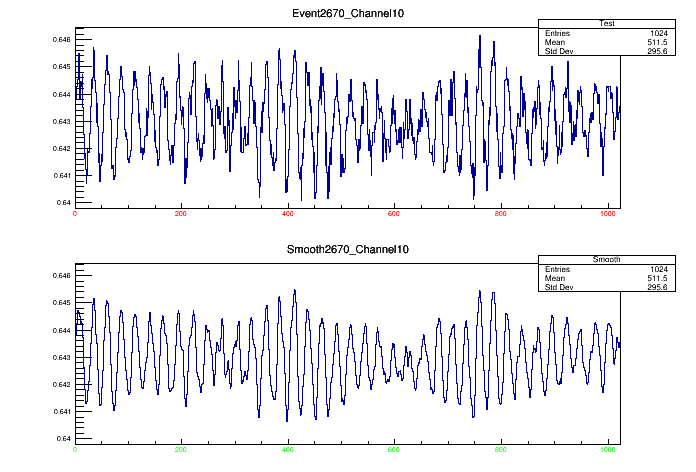 Event2670_Channel10
Test
Entries 1024
Mean 511.5
Std Dev 295.6
0.646
0.645
0.644
0.643
0.642
0.641
0.64
0 200 400 600 800 1000
Smooth2670_Channel10
Smooth
Entries 1024
Mean 511.5
Std Dev 295.6
0.646
0.645
0.644
0.643
0.642
0.641
0.64
0 200 400 600 800 1000